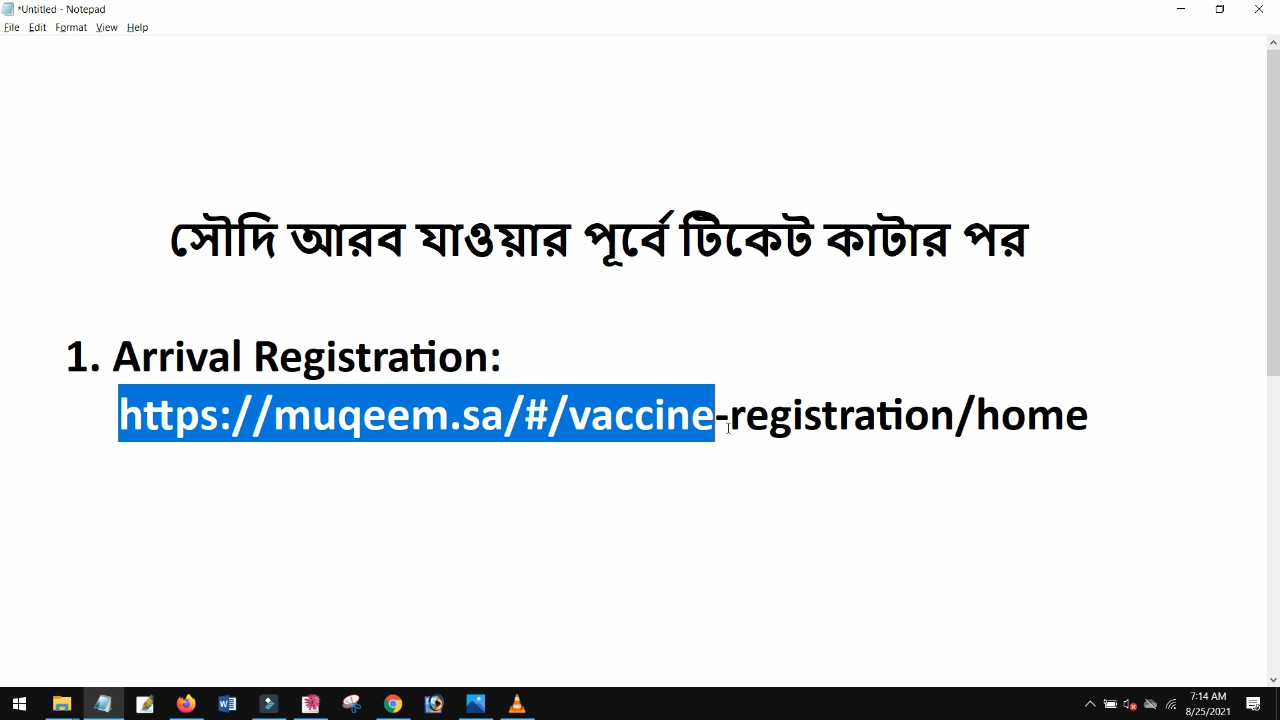 *Untitled - Notepad
File Edit Format View Help
সৌদি আরব যাওয়ার পূর্বে টিকেট কাটার পর
1. Arrival Registration:
https://muqeem.sa/#/vaccine-registration/home
7:14 AM
8/25/2021